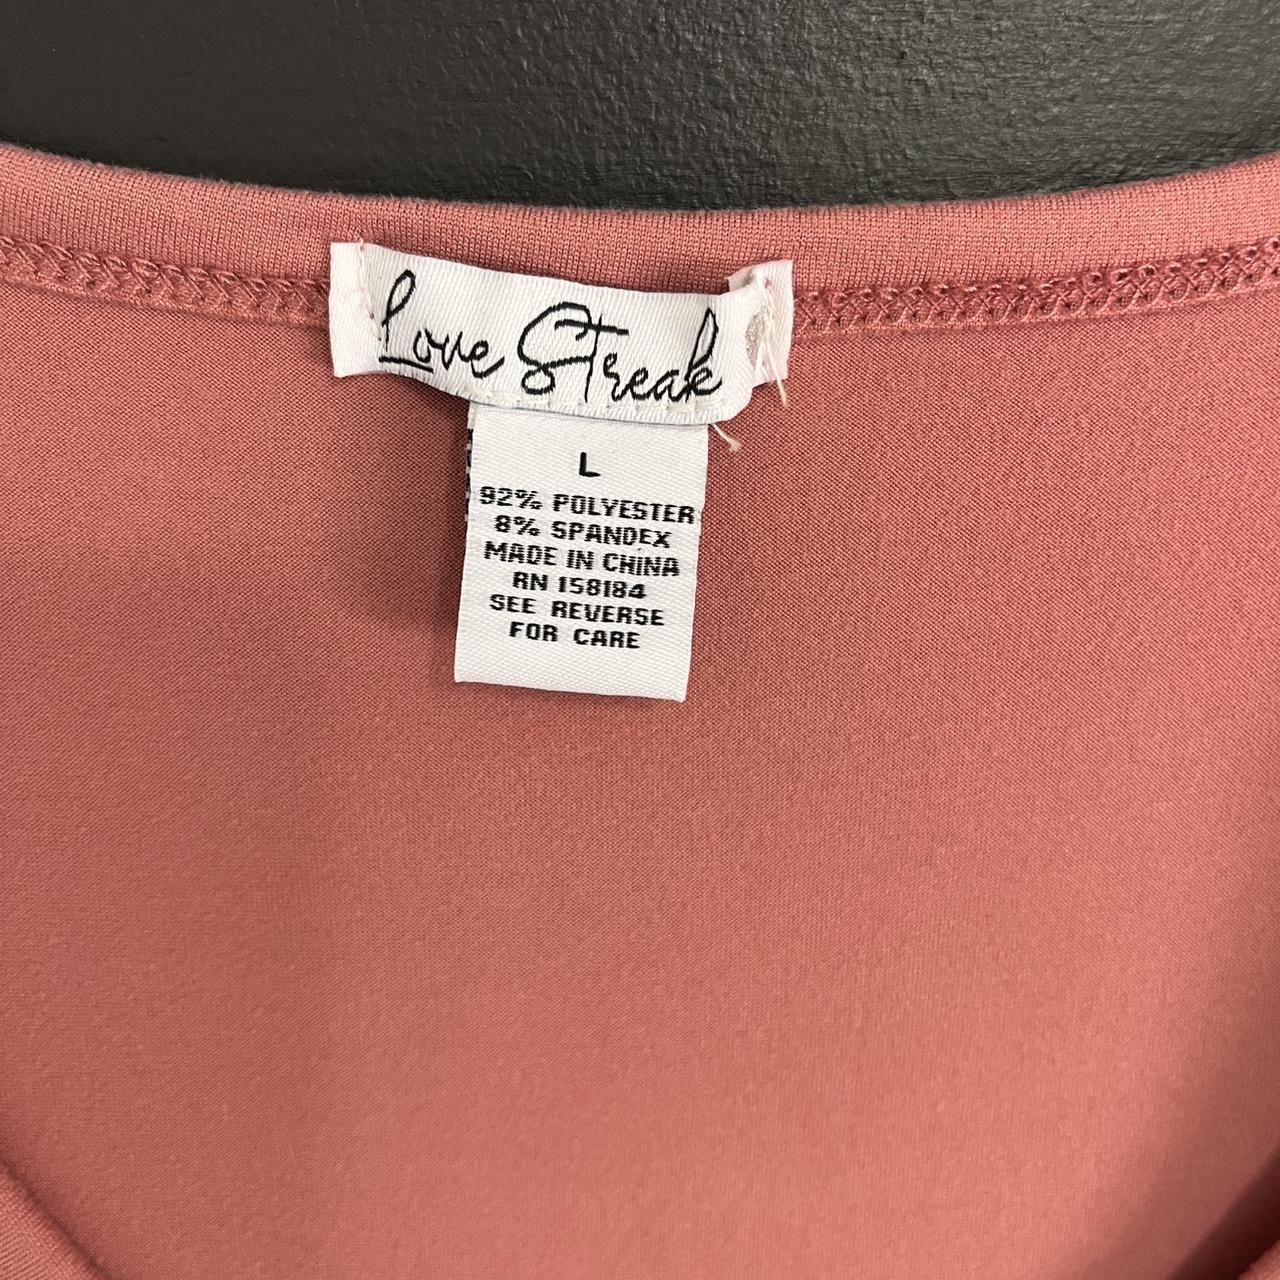 Love Streak
L
92% POLYESTER
8% SPANDEX
MADE IN CHINA
RN 158184
SEE REVERSE
FOR CARE